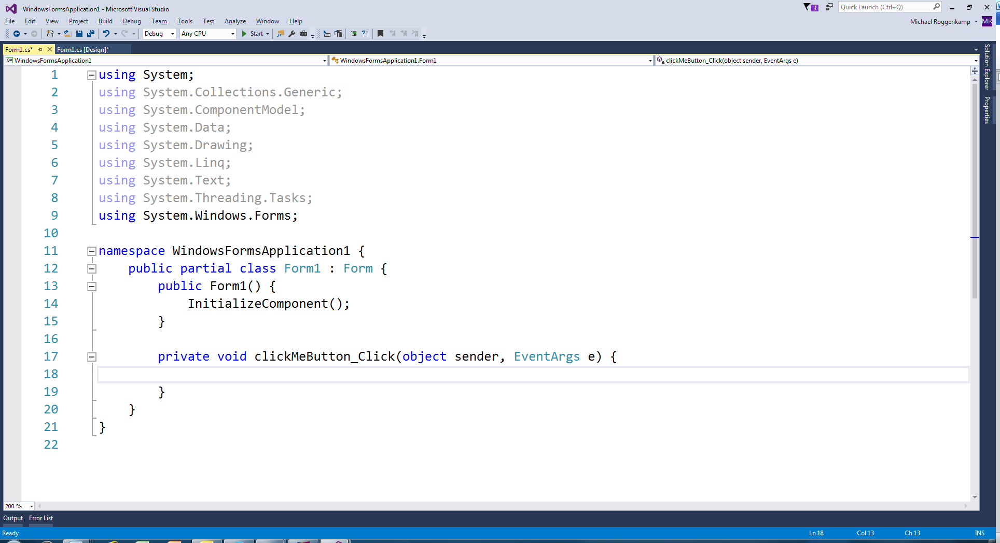 WindowsFormsApplication1 - Microsoft Visual Studio
3
Quick Launch (Ctrl+Q)
File Edit View Project Build Debug Team Tools Test Analyze Window Help
Michael Roggenkamp MR
Debug Any CPU Start
Form1.cs* Form1.cs [Design]*
C# WindowsFormsApplication1 WindowsFormsApplication1.Form1 clickMeButton_Click(object sender, EventArgs e)
Solution Explorer
Properties
1 using System;
2 using System.Collections.Generic;
3 using System.ComponentModel;
4 using System.Data;
5 using System.Drawing;
6 using System.Linq;
7 using System.Text;
8 using System.Threading.Tasks;
9 using System.Windows.Forms;
10
11 namespace WindowsFormsApplication1 {
12 public partial class Form1 : Form {
13 public Form1() {
14 InitializeComponent();
15 }
16
17 private void clickMeButton_Click(object sender, EventArgs e) {
18
19 }
20 }
21 }
22
200 %
Output Error List
Ready Ln 18 Col 13 Ch 13 INS